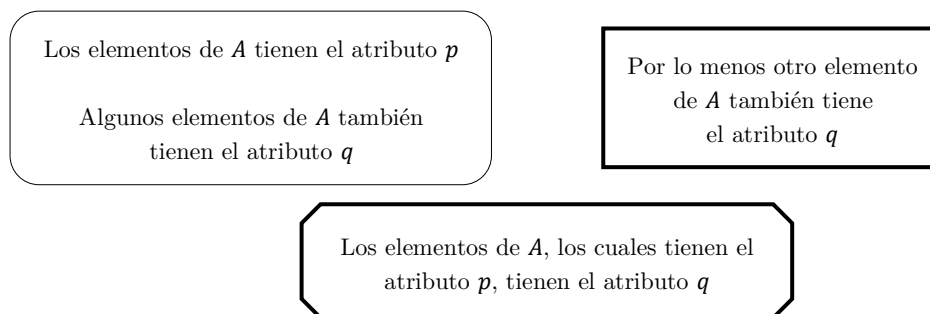 Los elementos de A tienen el atributo p
Algunos elementos de A también
tienen el atributo q
Por lo menos otro elemento
de A también tiene
el atributo q
Los elementos de A, los cuales tienen el
atributo p, tienen el atributo q